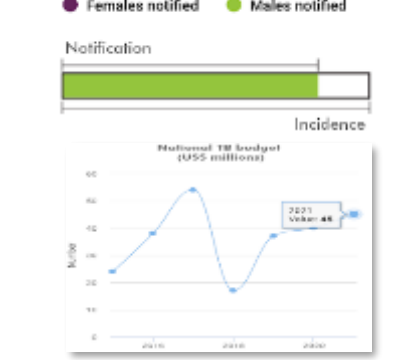 Females notified Males notified
Notification
Incidence
National TB budget
(US$ millions)
60
2021
Value: 45
40
30
20
10
0
2016 2018 2020